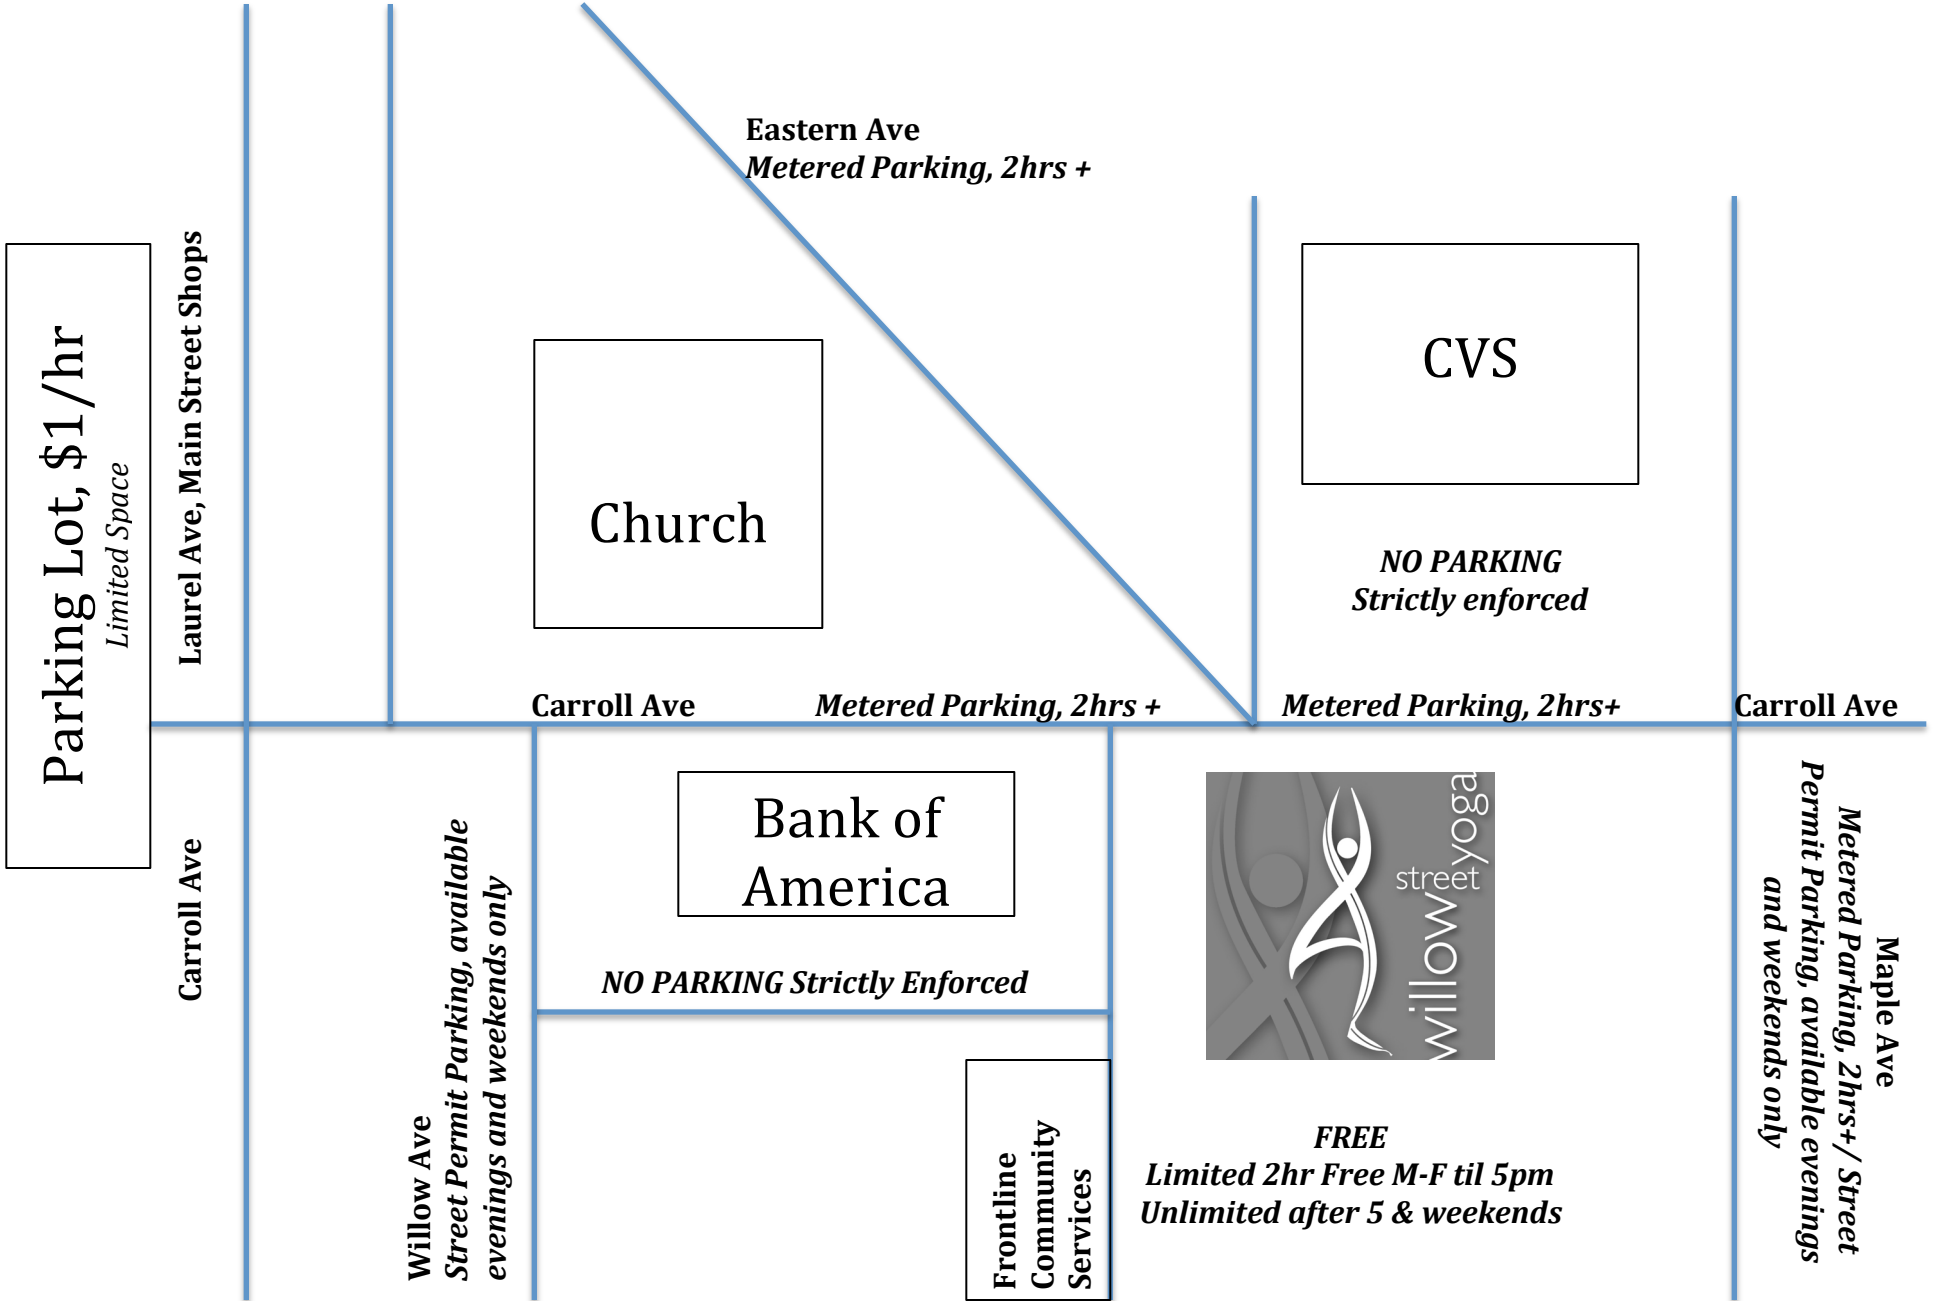 Eastern Ave
Metered Parking, 2hrs +
Parking Lot, $1/hr
Limited Space
Laurel Ave, Main Street Shops
Church
CVS
NO PARKING
Strictly enforced
Carroll Ave
Metered Parking, 2hrs +
Metered Parking, 2hrs+
Carroll Ave
Carroll Ave
Willow Ave
Street Permit Parking, available
evenings and weekends only
Bank of
America
NO PARKING Strictly Enforced
Frontline
Community
Services
willow
street
yoga
FREE
Limited 2hr Free M-F til 5pm
Unlimited after 5 & weekends
Maple Ave
Metered Parking, 2hrs+/ Street
Permit Parking, available evenings
and weekends only